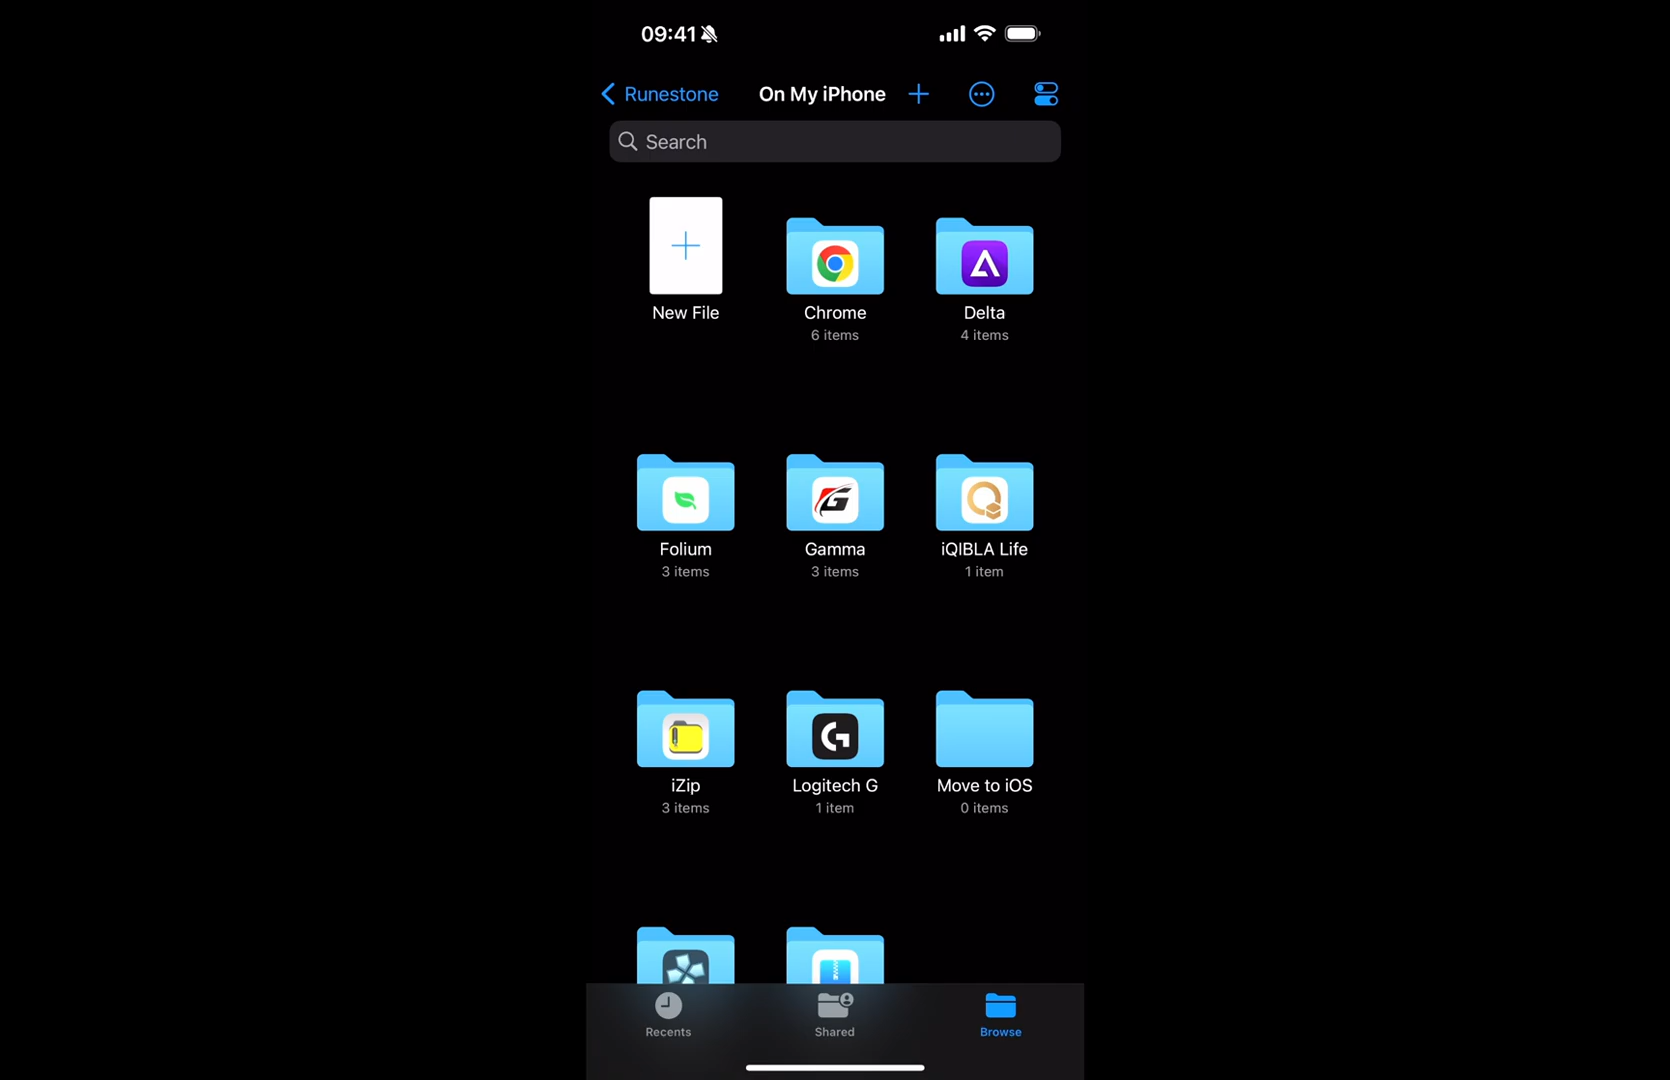 09:41
Runestone
On My iPhone
Search
New File
Chrome
6 items
Delta
4 items
Folium
3 items
Gamma
3 items
iQIBLA Life
1 item
iZip
3 items
Logitech G
1 item
Move to iOS
0 items
Recents
Shared
Browse